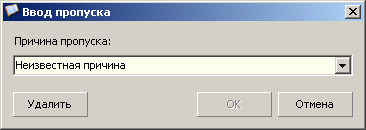 Ввод пропуска
Причина пропуска:
Неизвестная причина
Удалить
OK
Отмена